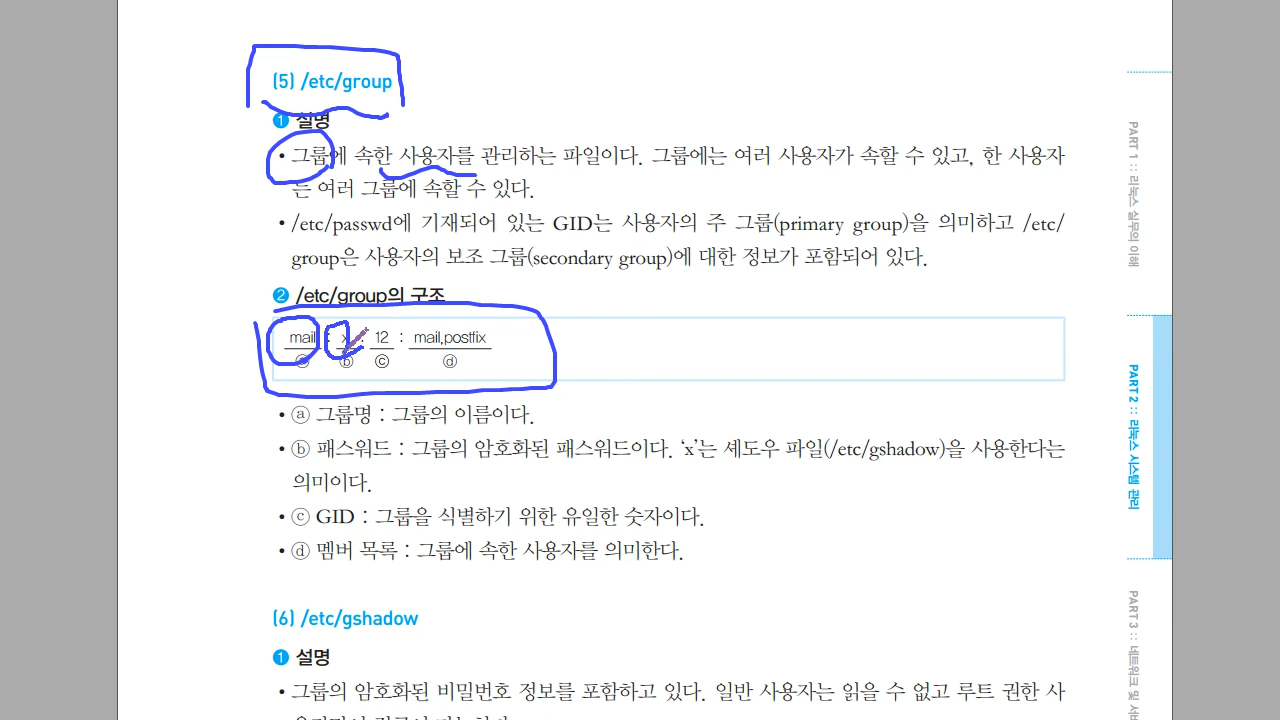 (5) /etc/group
❶ 설명
• 그룹에 속한 사용자를 관리하는 파일이다. 그룹에는 여러 사용자가 속할 수 있고, 한 사용자
는 여러 그룹에 속할 수 있다.
• /etc/passwd에 기재되어 있는 GID는 사용자의 주 그룹(primary group)을 의미하고 /etc/
group은 사용자의 보조 그룹(secondary group)에 대한 정보가 포함되어 있다.
❷ /etc/group의 구조
mail : x : 12 : mail,postfix
ⓐ ⓑ ⓒ ⓓ
• ⓐ 그룹명 : 그룹의 이름이다.
• ⓑ 패스워드 : 그룹의 암호화된 패스워드이다. ‘x’는 셰도우 파일(/etc/gshadow)을 사용한다는
의미이다.
• ⓒ GID : 그룹을 식별하기 위한 유일한 숫자이다.
• ⓓ 멤버 목록 : 그룹에 속한 사용자를 의미한다.
(6) /etc/gshadow
❶ 설명
• 그룹의 암호화된 비밀번호 정보를 포함하고 있다. 일반 사용자는 읽을 수 없고 루트 권한 사
PART 1 :: 리눅스 실무의 이해
PART 2 :: 리눅스 시스템 관리
PART 3 :: 네트워크 및